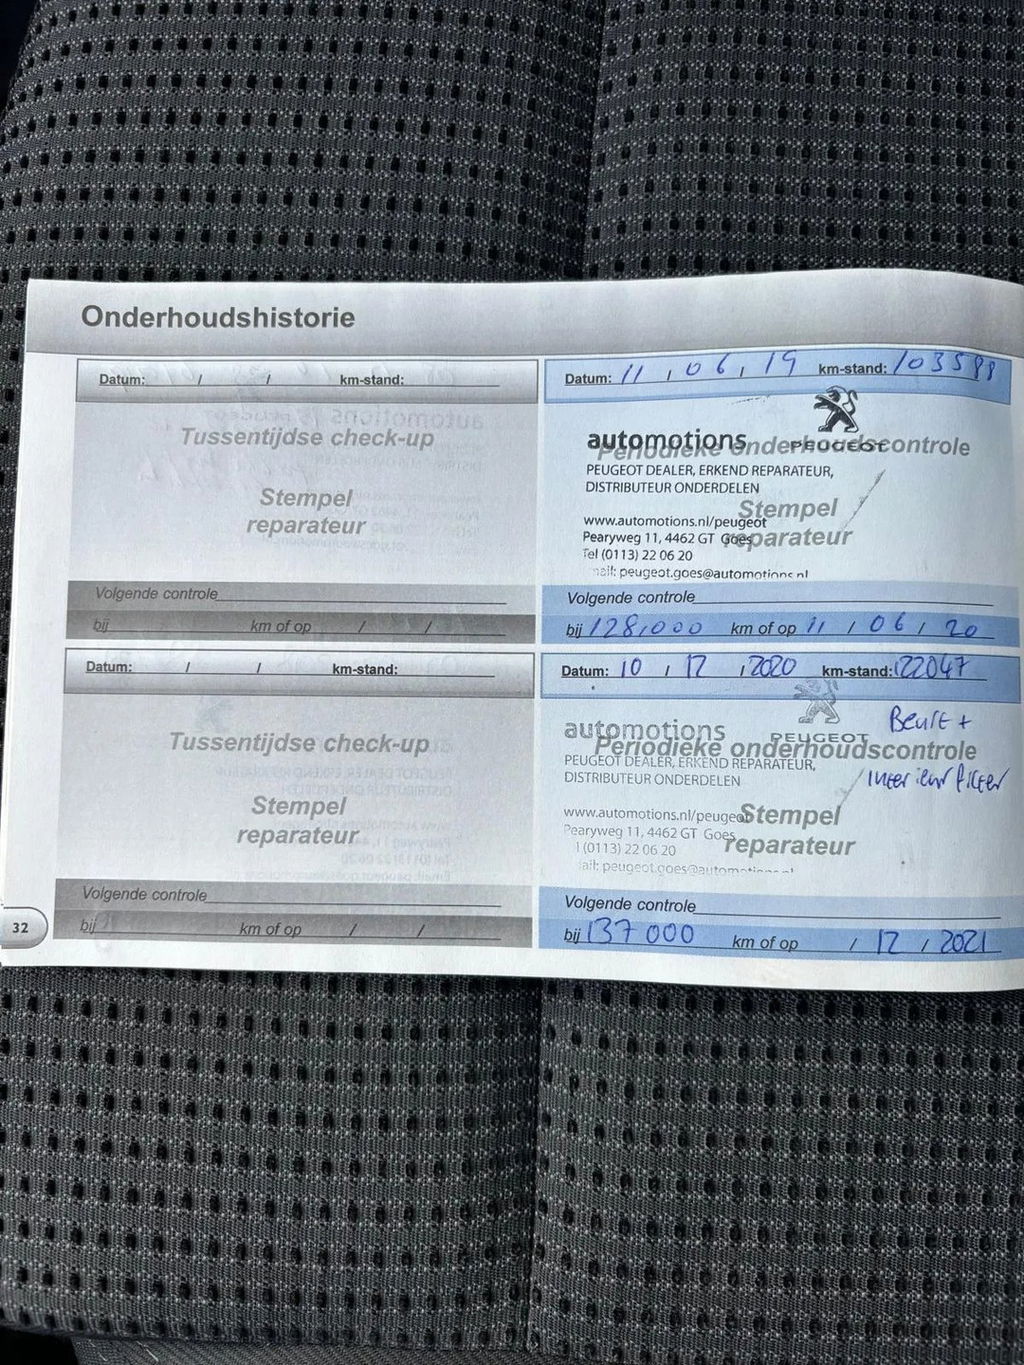 Onderhoudshistorie
Datum: / / km-stand:
Tussentijdse check-up
Stempel
reparateur
Volgende controle
bij km of op / /
Datum: 11 / 06 / 19 km-stand: 103588
PEUGEOT
automotions
Periodieke onderhoudscontrole
PEUGEOT DEALER, ERKEND REPARATEUR,
DISTRIBUTEUR ONDERDELEN
Stempel
www.automotions.nl/peugeot
reparateur
Pearyweg 11, 4462 GT Goes
Tel (0113) 22 06 20
peugeot.goes@automotions.nl
Volgende controle
bij 128,000 km of op 11 / 06 / 20
Datum: / / km-stand:
Tussentijdse check-up
Stempel
reparateur
Volgende controle
bij km of op / /
Datum: 10 / 12 / 2020 km-stand: 122047
Beurt +
automotions PEUGEOT
Periodieke onderhoudscontrole
PEUGEOT DEALER, ERKEND REPARATEUR,
interieurfilter
DISTRIBUTEUR ONDERDELEN
Stempel
www.automotions.nl/peugeot
Pearyweg 11, 4462 GT Goes
reparateur
(0113) 22 06 20
peugeot.goes@automotions.nl
Volgende controle
bij 137 000 km of op / 12 / 2021
32